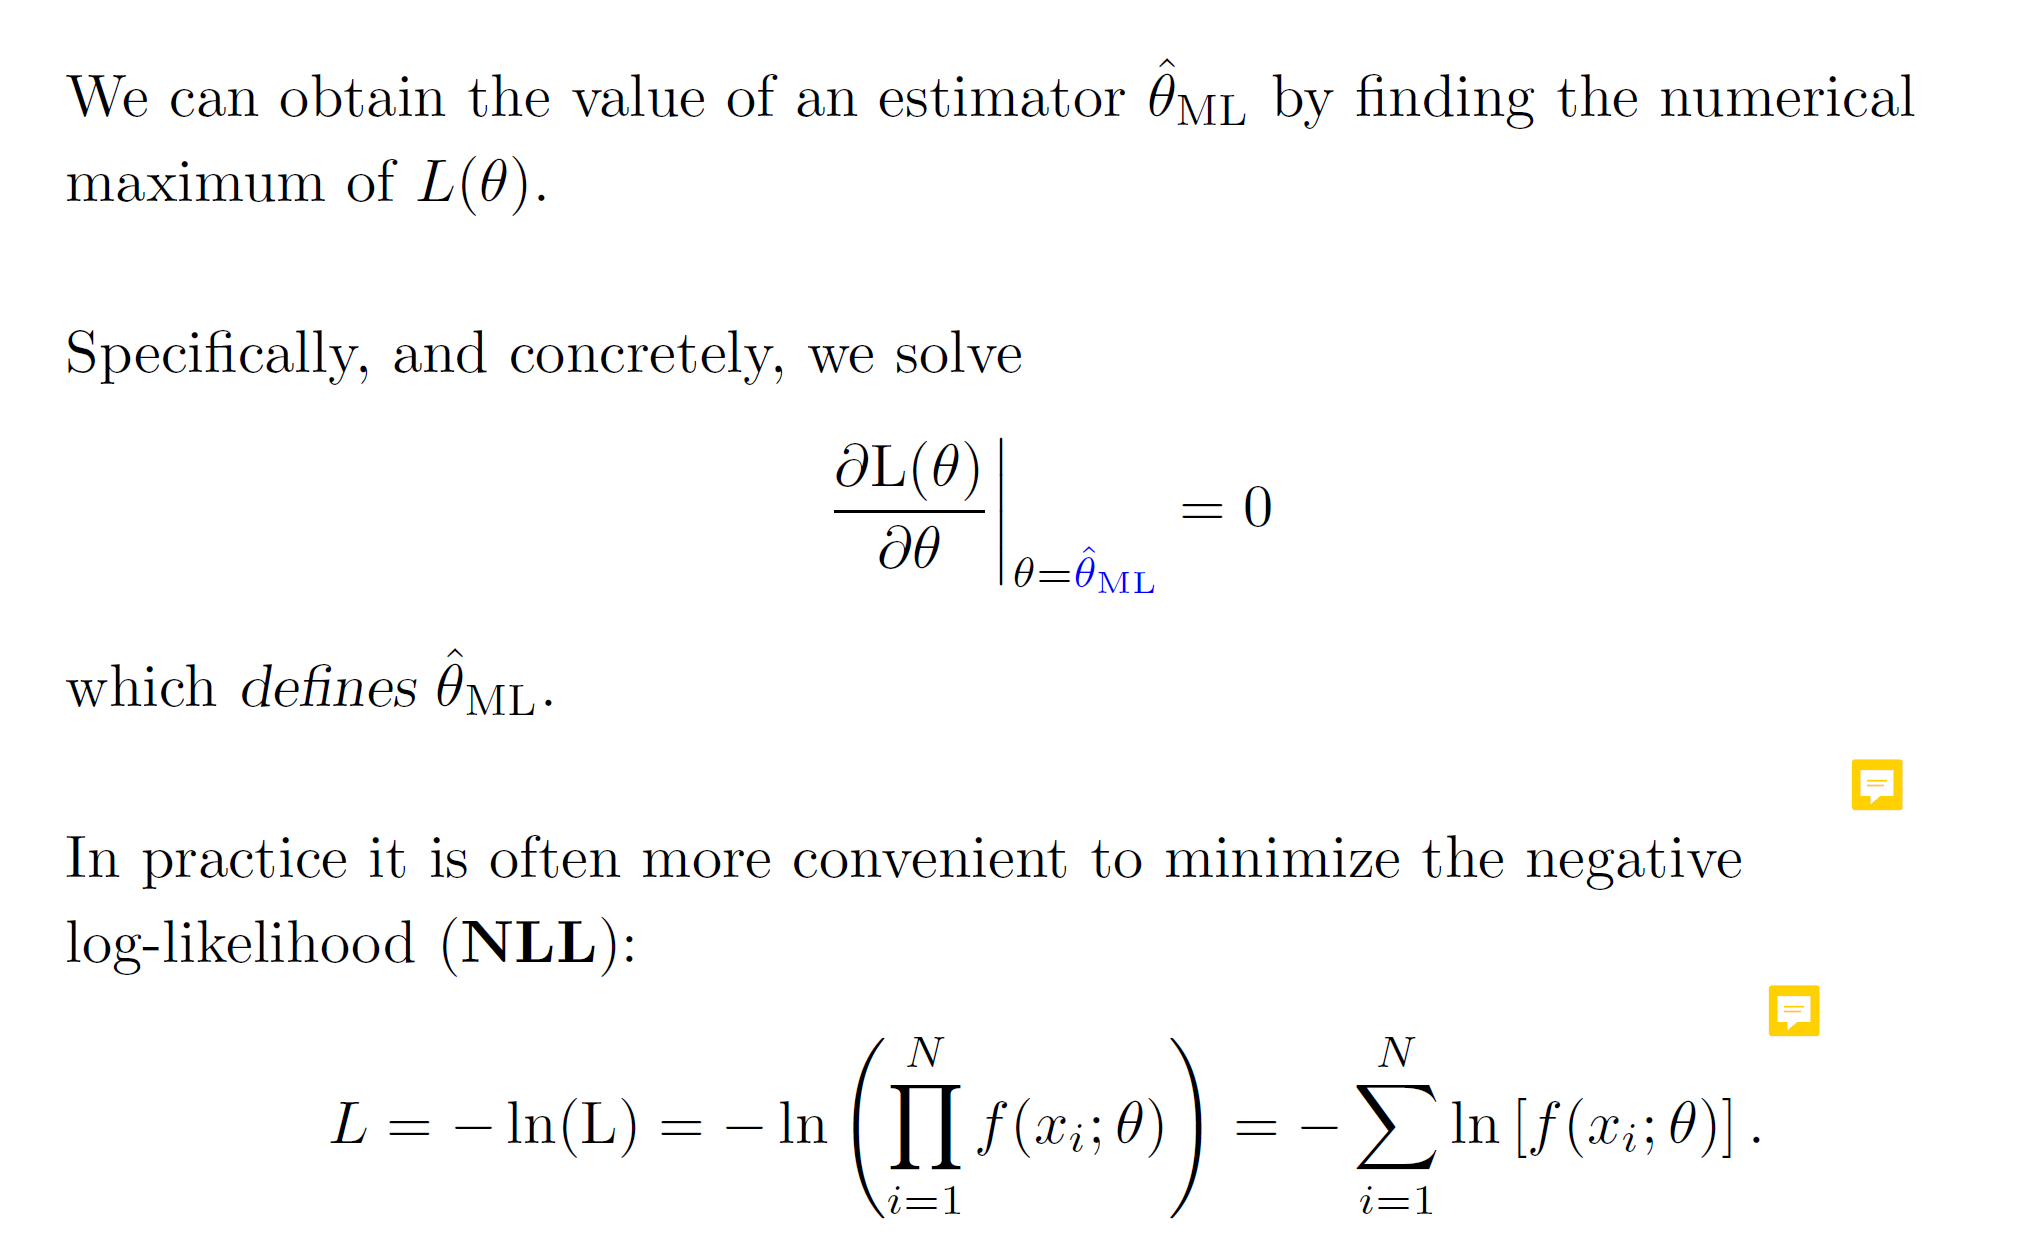 We can obtain the value of an estimator θ̂_ML by finding the numerical
maximum of L(θ).
Specifically, and concretely, we solve
∂L(θ)/∂θ |_{θ=θ̂_ML} = 0
which defines θ̂_ML.
In practice it is often more convenient to minimize the negative
log-likelihood (NLL):
L = − ln(L) = − ln (∏_{i=1}^{N} f(x_i; θ)) = − ∑_{i=1}^{N} ln [f(x_i; θ)] .